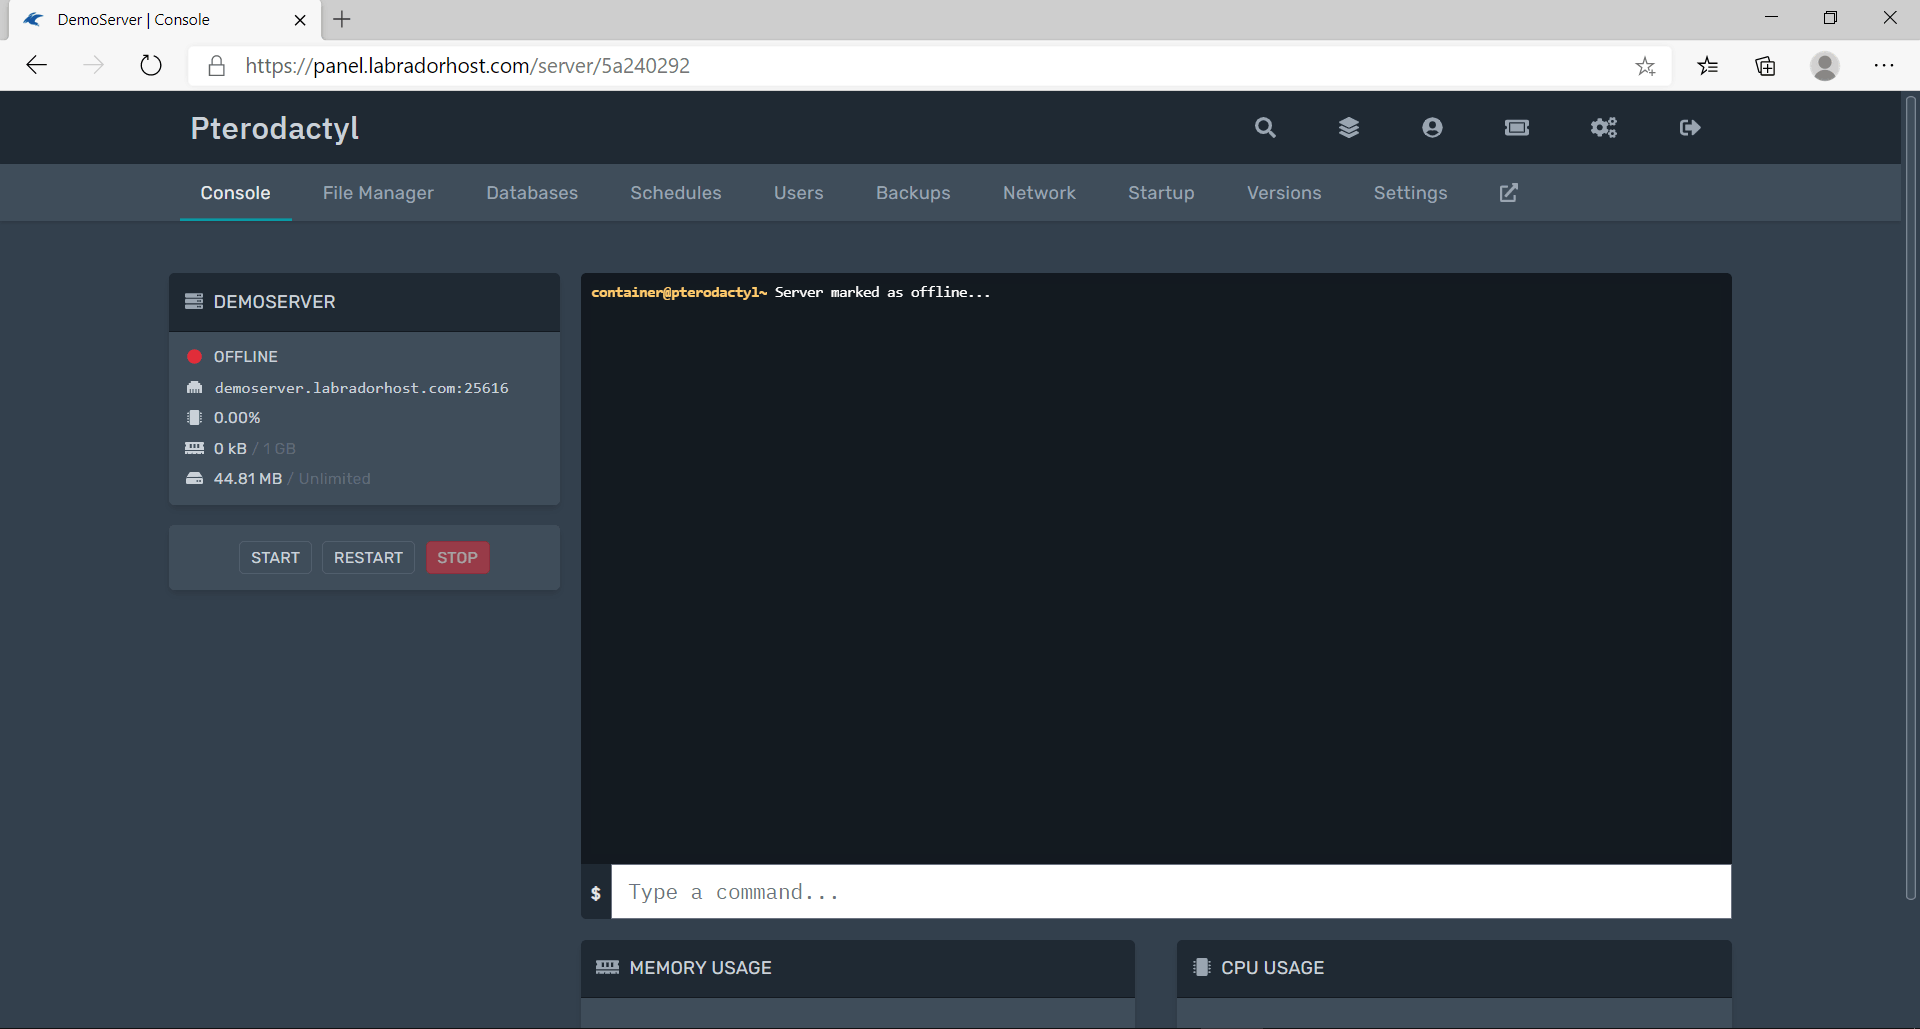 DemoServer | Console
https://panel.labradorhost.com/server/5a240292
Pterodactyl
Console File Manager Databases Schedules Users Backups Network Startup Versions Settings
DEMOSERVER
OFFLINE
demoserver.labradorhost.com:25616
0.00%
0 kB / 1 GB
44.81 MB / Unlimited
START RESTART STOP
container@pterodactyl~ Server marked as offline...
$ Type a command...
MEMORY USAGE
CPU USAGE